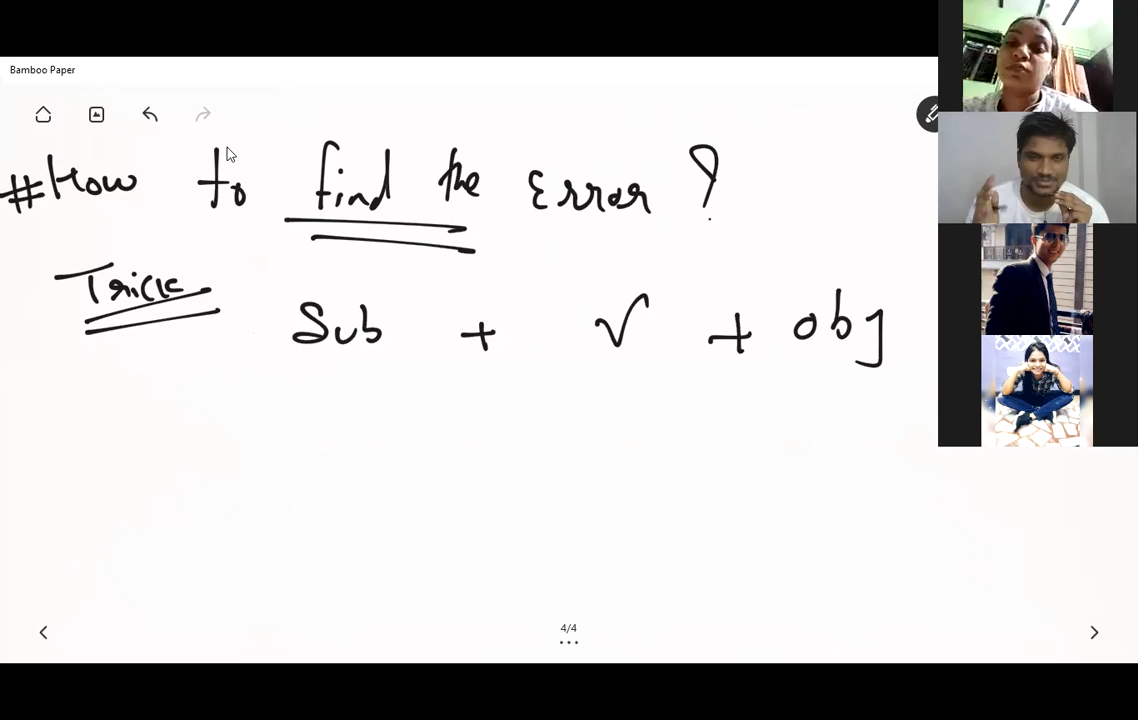 Bamboo Paper
#How to find the Error ?
Trick
Sub + V + obj
4/4